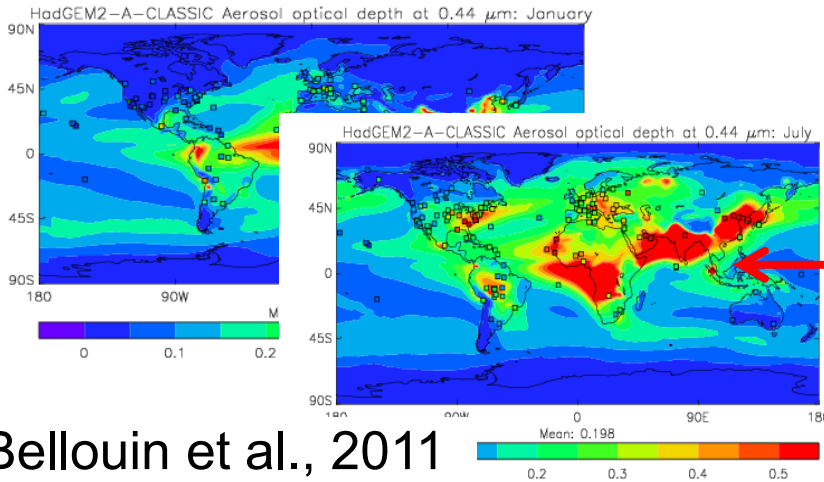 HadGEM2-A-CLASSIC Aerosol optical depth at 0.44 μm: January
90N
45N
0
45S
90S
180 90W
0 0.1 0.2
HadGEM2-A-CLASSIC Aerosol optical depth at 0.44 μm: July
90N
45N
0
45S
90S
90W 0 90E
Mean: 0.198
0.2 0.3 0.4 0.5
Bellouin et al., 2011